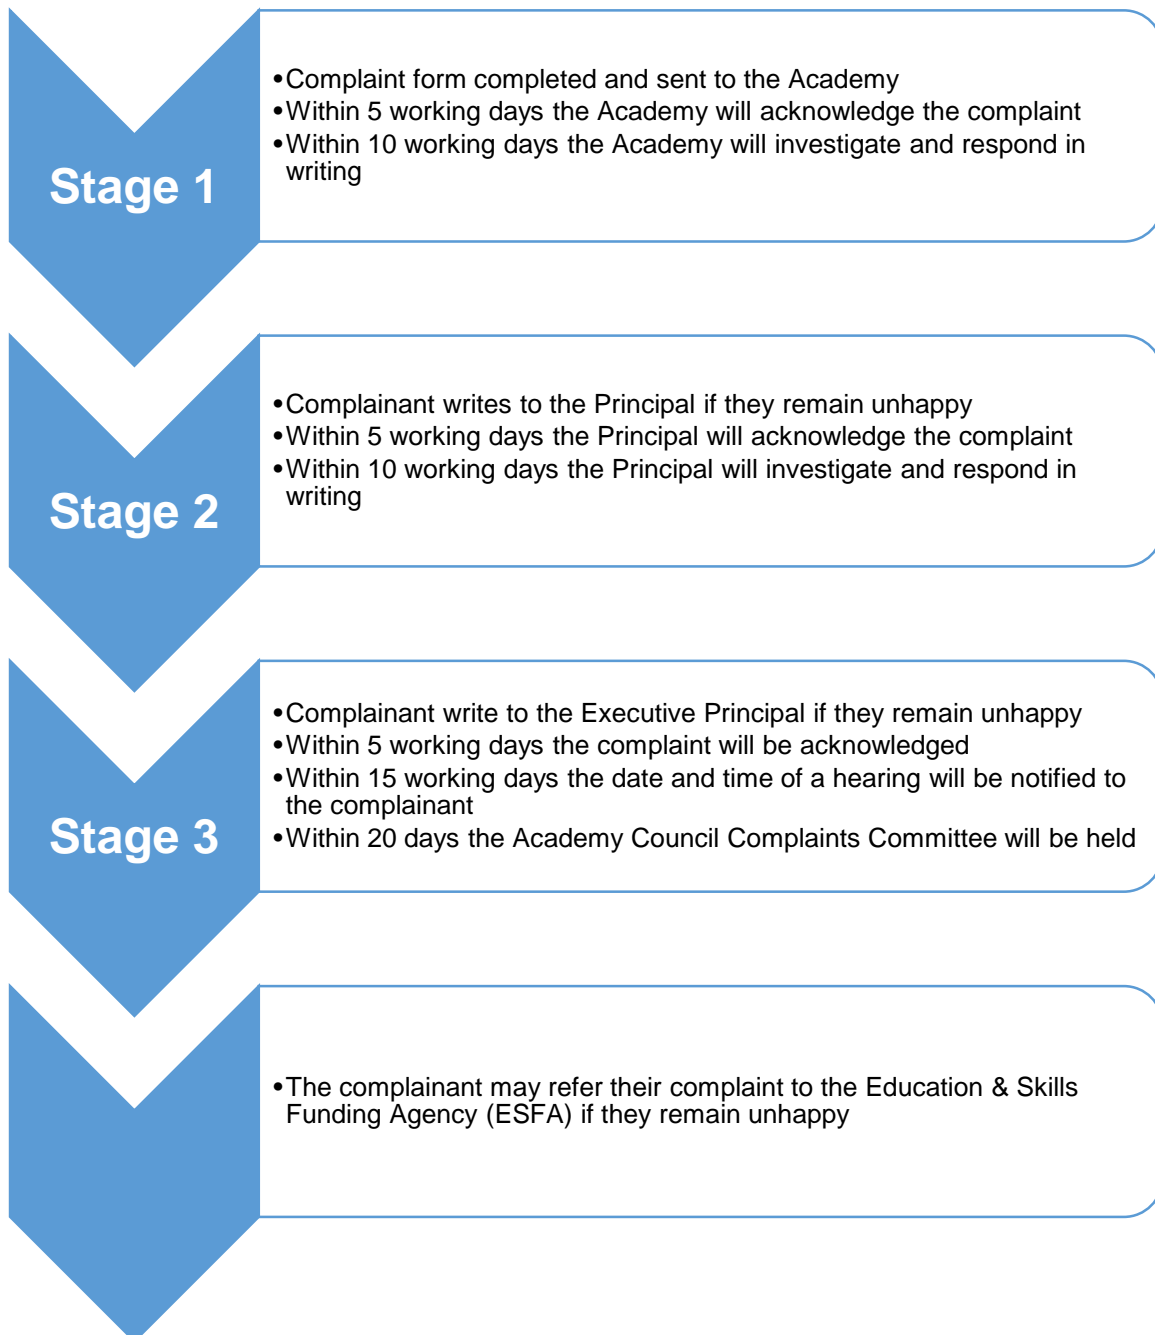 Stage 1
•Complaint form completed and sent to the Academy
•Within 5 working days the Academy will acknowledge the complaint
•Within 10 working days the Academy will investigate and respond in
writing
Stage 2
•Complainant writes to the Principal if they remain unhappy
•Within 5 working days the Principal will acknowledge the complaint
•Within 10 working days the Principal will investigate and respond in
writing
Stage 3
•Complainant write to the Executive Principal if they remain unhappy
•Within 5 working days the complaint will be acknowledged
•Within 15 working days the date and time of a hearing will be notified to
the complainant
•Within 20 days the Academy Council Complaints Committee will be held
•The complainant may refer their complaint to the Education & Skills
Funding Agency (ESFA) if they remain unhappy